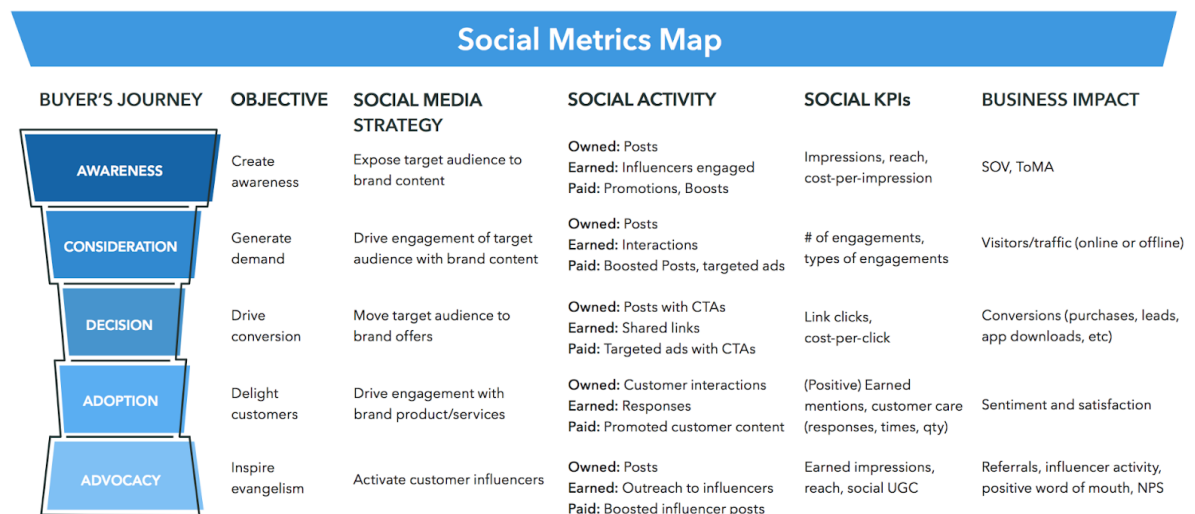 Social Metrics Map
BUYER'S JOURNEY
OBJECTIVE
SOCIAL MEDIA
STRATEGY
SOCIAL ACTIVITY
SOCIAL KPIs
BUSINESS IMPACT
AWARENESS
Create
awareness
Expose target audience to
brand content
Owned: Posts
Earned: Influencers engaged
Paid: Promotions, Boosts
Impressions, reach,
cost-per-impression
SOV, ToMA
CONSIDERATION
Generate
demand
Drive engagement of target
audience with brand content
Owned: Posts
Earned: Interactions
Paid: Boosted Posts, targeted ads
# of engagements,
types of engagements
Visitors/traffic (online or offline)
DECISION
Drive
conversion
Move target audience to
brand offers
Owned: Posts with CTAs
Earned: Shared links
Paid: Targeted ads with CTAs
Link clicks,
cost-per-click
Conversions (purchases, leads,
app downloads, etc)
ADOPTION
Delight
customers
Drive engagement with
brand product/services
Owned: Customer interactions
Earned: Responses
Paid: Promoted customer content
(Positive) Earned
mentions, customer care
(responses, times, qty)
Sentiment and satisfaction
ADVOCACY
Inspire
evangelism
Activate customer influencers
Owned: Posts
Earned: Outreach to influencers
Paid: Boosted influencer posts
Earned impressions,
reach, social UGC
Referrals, influencer activity,
positive word of mouth, NPS